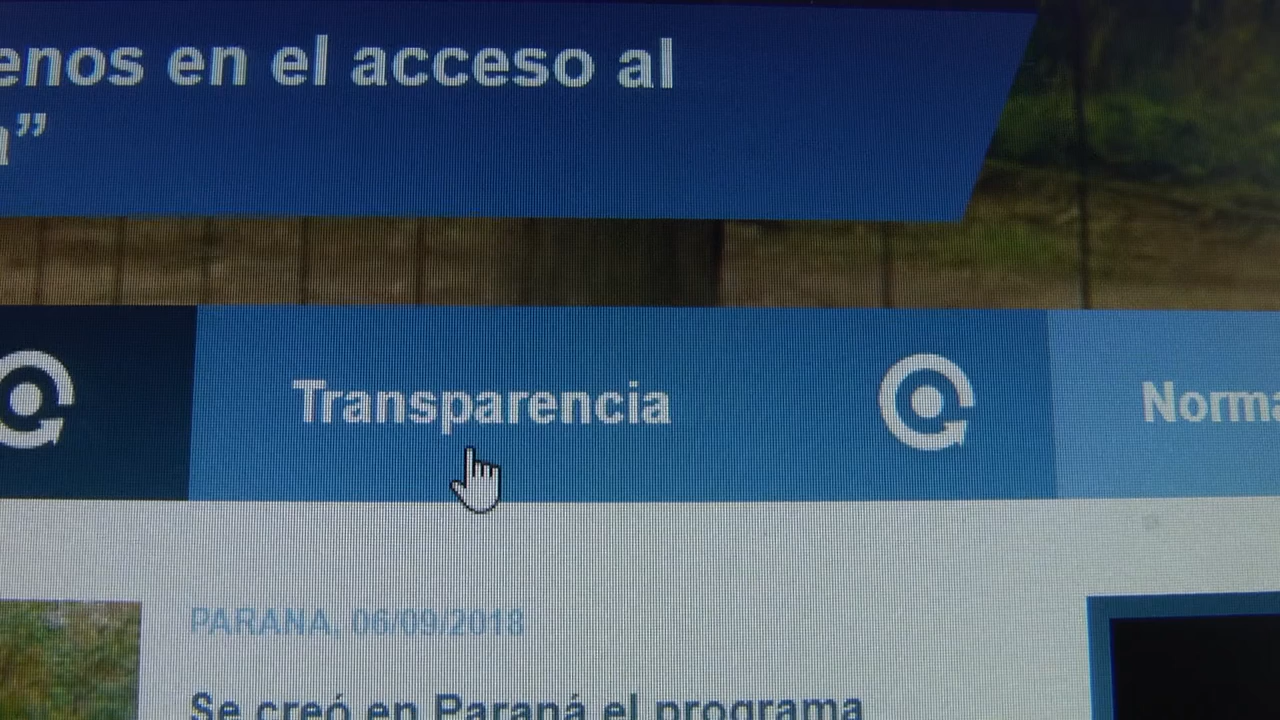 enos en el acceso al
”
Transparencia
Norma
PARANA, 06/09/2018
Se creó en Paraná el programa